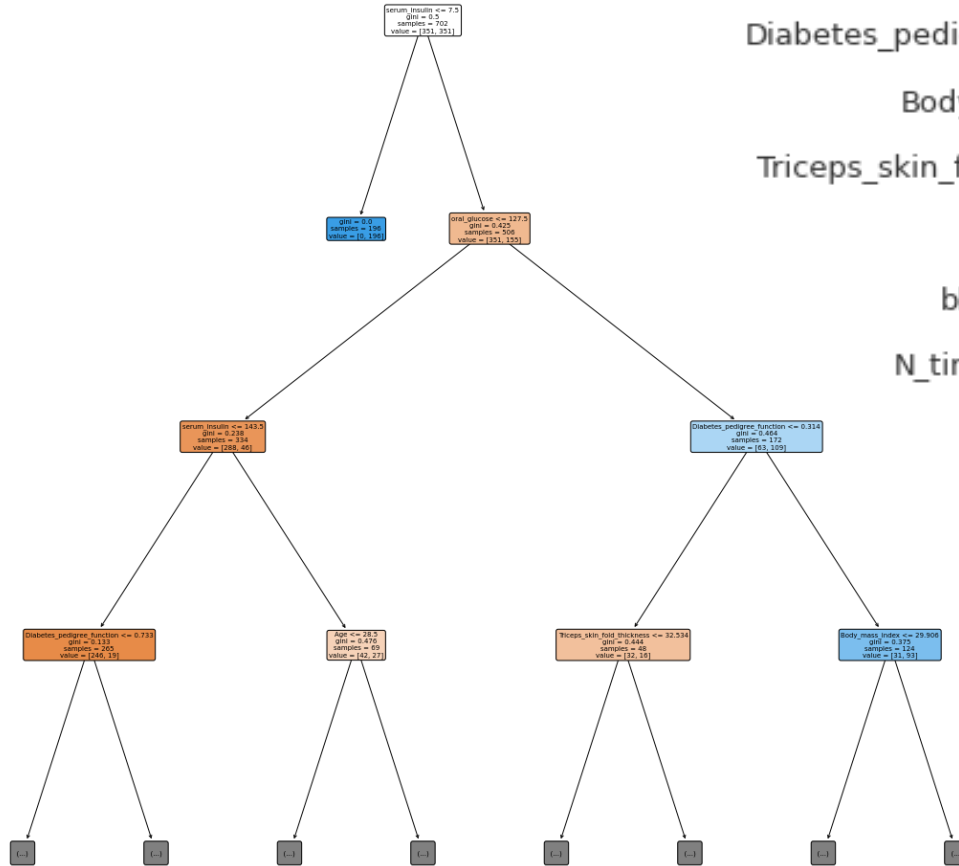 serum_insulin <= 7.5
gini = 0.5
samples = 702
value = [351, 351]
Diabetes_pedi
Body
Triceps_skin_f
bl
N_tim
gini = 0.0
samples = 196
value = [0, 196]
oral_glucose <= 127.5
gini = 0.425
samples = 506
value = [351, 155]
serum_insulin <= 143.5
gini = 0.238
samples = 334
value = [288, 46]
Diabetes_pedigree_function <= 0.314
gini = 0.464
samples = 172
value = [63, 109]
Diabetes_pedigree_function <= 0.733
gini = 0.133
samples = 265
value = [246, 19]
Age <= 28.5
gini = 0.476
samples = 69
value = [42, 27]
Triceps_skin_fold_thickness <= 32.534
gini = 0.444
samples = 48
value = [32, 16]
Body_mass_index <= 29.906
gini = 0.375
samples = 124
value = [31, 93]
(...)
(...)
(...)
(...)
(...)
(...)
(...)
(...)